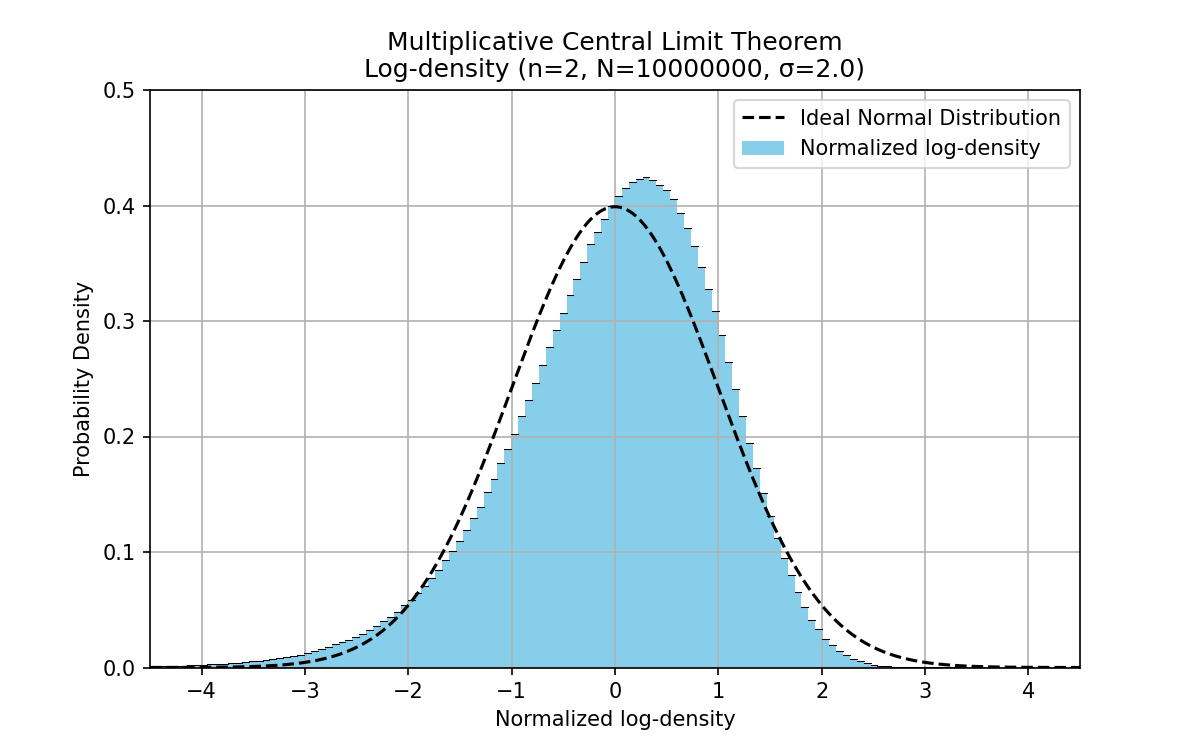 Multiplicative Central Limit Theorem
Log-density (n=2, N=10000000, σ=2.0)
Ideal Normal Distribution
Normalized log-density
Probability Density
0.5
0.4
0.3
0.2
0.1
0.0
−4 −3 −2 −1 0 1 2 3 4
Normalized log-density